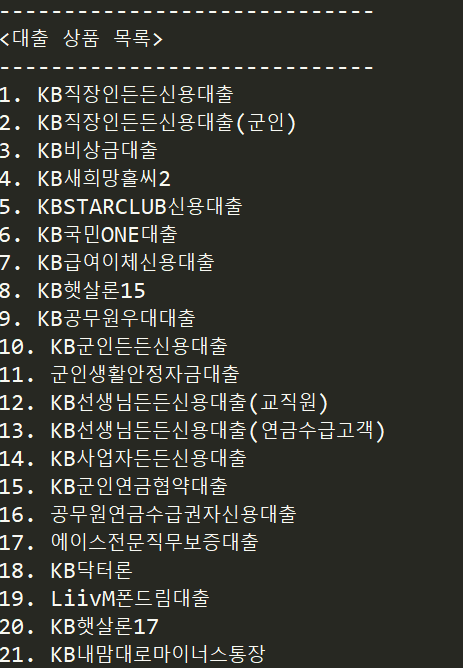 -----------------------------
<대출 상품 목록>
-----------------------------
1. KB직장인든든신용대출
2. KB직장인든든신용대출(군인)
3. KB비상금대출
4. KB새희망홀씨2
5. KBSTARCLUB신용대출
6. KB국민ONE대출
7. KB급여이체신용대출
8. KB햇살론15
9. KB공무원우대대출
10. KB군인든든신용대출
11. 군인생활안정자금대출
12. KB선생님든든신용대출(교직원)
13. KB선생님든든신용대출(연금수급고객)
14. KB사업자든든신용대출
15. KB군인연금협약대출
16. 공무원연금수급권자신용대출
17. 에이스전문직무보증대출
18. KB닥터론
19. LiivM폰드림대출
20. KB햇살론17
21. KB내맘대로마이너스통장